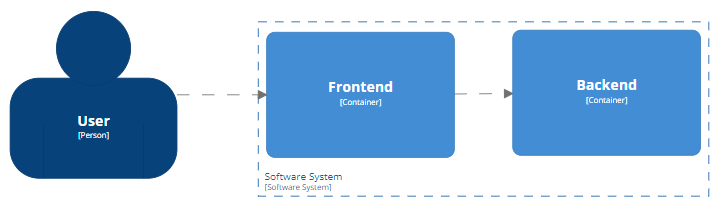 User
[Person]
Frontend
[Container]
Backend
[Container]
Software System
[Software System]